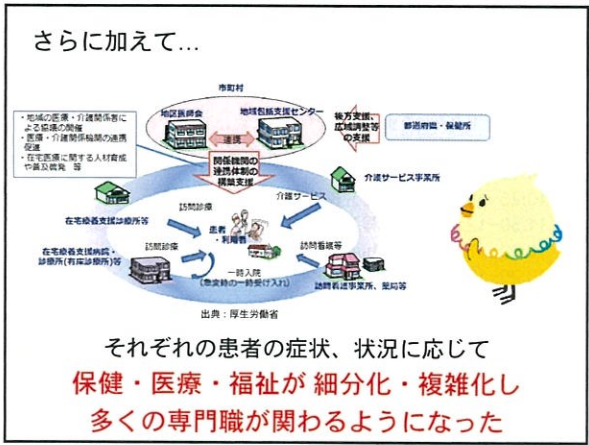 さらに加えて…
市町村
地区医師会
地域包括支援センター
連携
後方支援、
広域調整等
の支援
都道府県・保健所
・地域の医療・介護関係者に
よる協議の開催
・医療・介護関係機関の連携
促進
・在宅医療に関する人材育成
や普及啓発 等
関係機関の
連携体制の
構築支援
介護サービス事業所
在宅療養支援診療所等
訪問診療
介護サービス
患者
・利用者
在宅療養支援病院・
診療所(有床診療所)等
訪問診療
訪問看護等
一時入院
(急変時の一時受け入れ)
訪問看護事業所、薬局等
出典：厚生労働省
それぞれの患者の症状、状況に応じて
保健・医療・福祉が 細分化・複雑化し
多くの専門職が関わるようになった